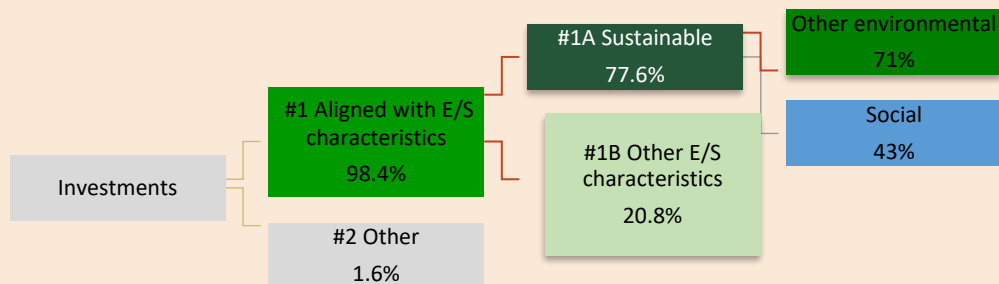 Investments
#1 Aligned with E/S
characteristics
98.4%
#2 Other
1.6%
#1A Sustainable
77.6%
#1B Other E/S
characteristics
20.8%
Other environmental
71%
Social
43%